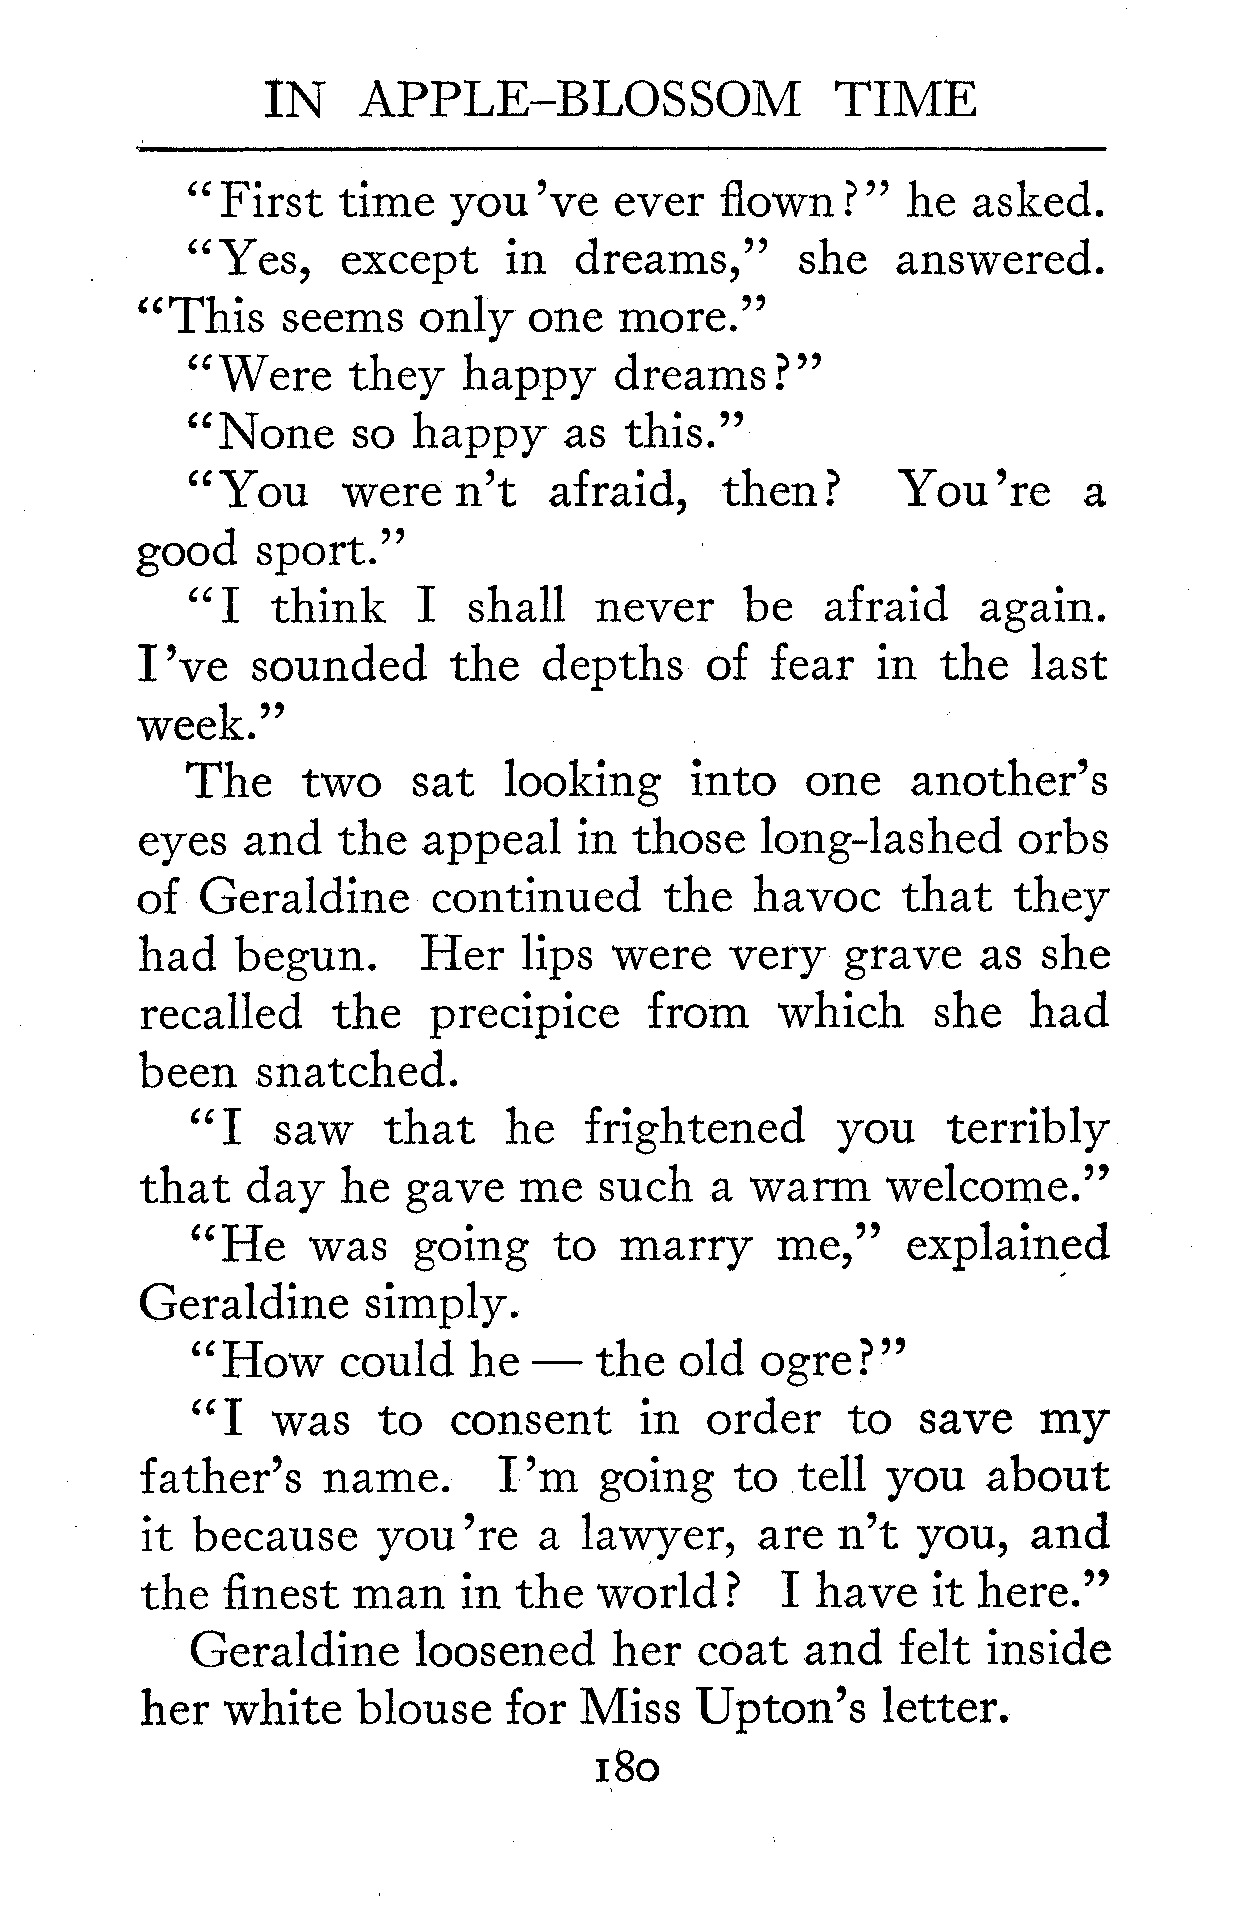 IN APPLE-BLOSSOM TIME
"First time you 've ever flown?" he asked.
"Yes, except in dreams," she answered.
"This seems only one more."
"Were they happy dreams?"
"None so happy as this."
"You were n't afraid, then? You 're a
good sport."
"I think I shall never be afraid again.
I 've sounded the depths of fear in the last
week."
The two sat looking into one another's
eyes and the appeal in those long-lashed orbs
of Geraldine continued the havoc that they
had begun. Her lips were very grave as she
recalled the precipice from which she had
been snatched.
"I saw that he frightened you terribly
that day he gave me such a warm welcome."
"He was going to marry me," explained
Geraldine simply.
"How could he — the old ogre?"
"I was to consent in order to save my
father's name. I 'm going to tell you about
it because you 're a lawyer, are n't you, and
the finest man in the world? I have it here."
Geraldine loosened her coat and felt inside
her white blouse for Miss Upton's letter.
180